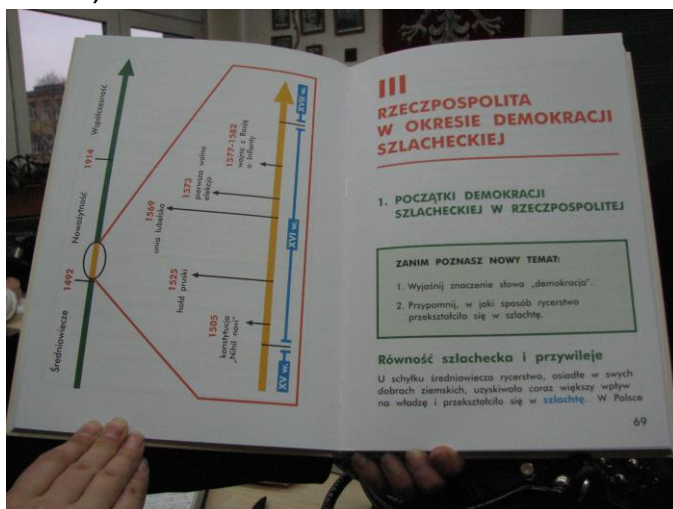 Średniowiecze
1492
Nowożytność
1914
Współczesność
XV w.
1505
konstytucja
„Nihil novi”
1525
hołd pruski
XVI w.
1569
unia lubelska
1573
pierwsza wolna
elekcja
1577-1582
wojna z Rosją
o Inflanty
XVII w.
III
RZECZPOSPOLITA
W OKRESIE DEMOKRACJI
SZLACHECKIEJ
1. POCZĄTKI DEMOKRACJI
SZLACHECKIEJ W RZECZPOSPOLITEJ
ZANIM POZNASZ NOWY TEMAT:
1. Wyjaśnij znaczenie słowa „demokracja”.
2. Przypomnij, w jaki sposób rycerstwo
przekształciło się w szlachtę.
Równość szlachecka i przywileje
U schyłku średniowiecza rycerstwo, osiadłe w swych
dobrach ziemskich, uzyskiwało coraz większy wpływ
na władzę i przekształciło się w szlachtę. W Polsce
69